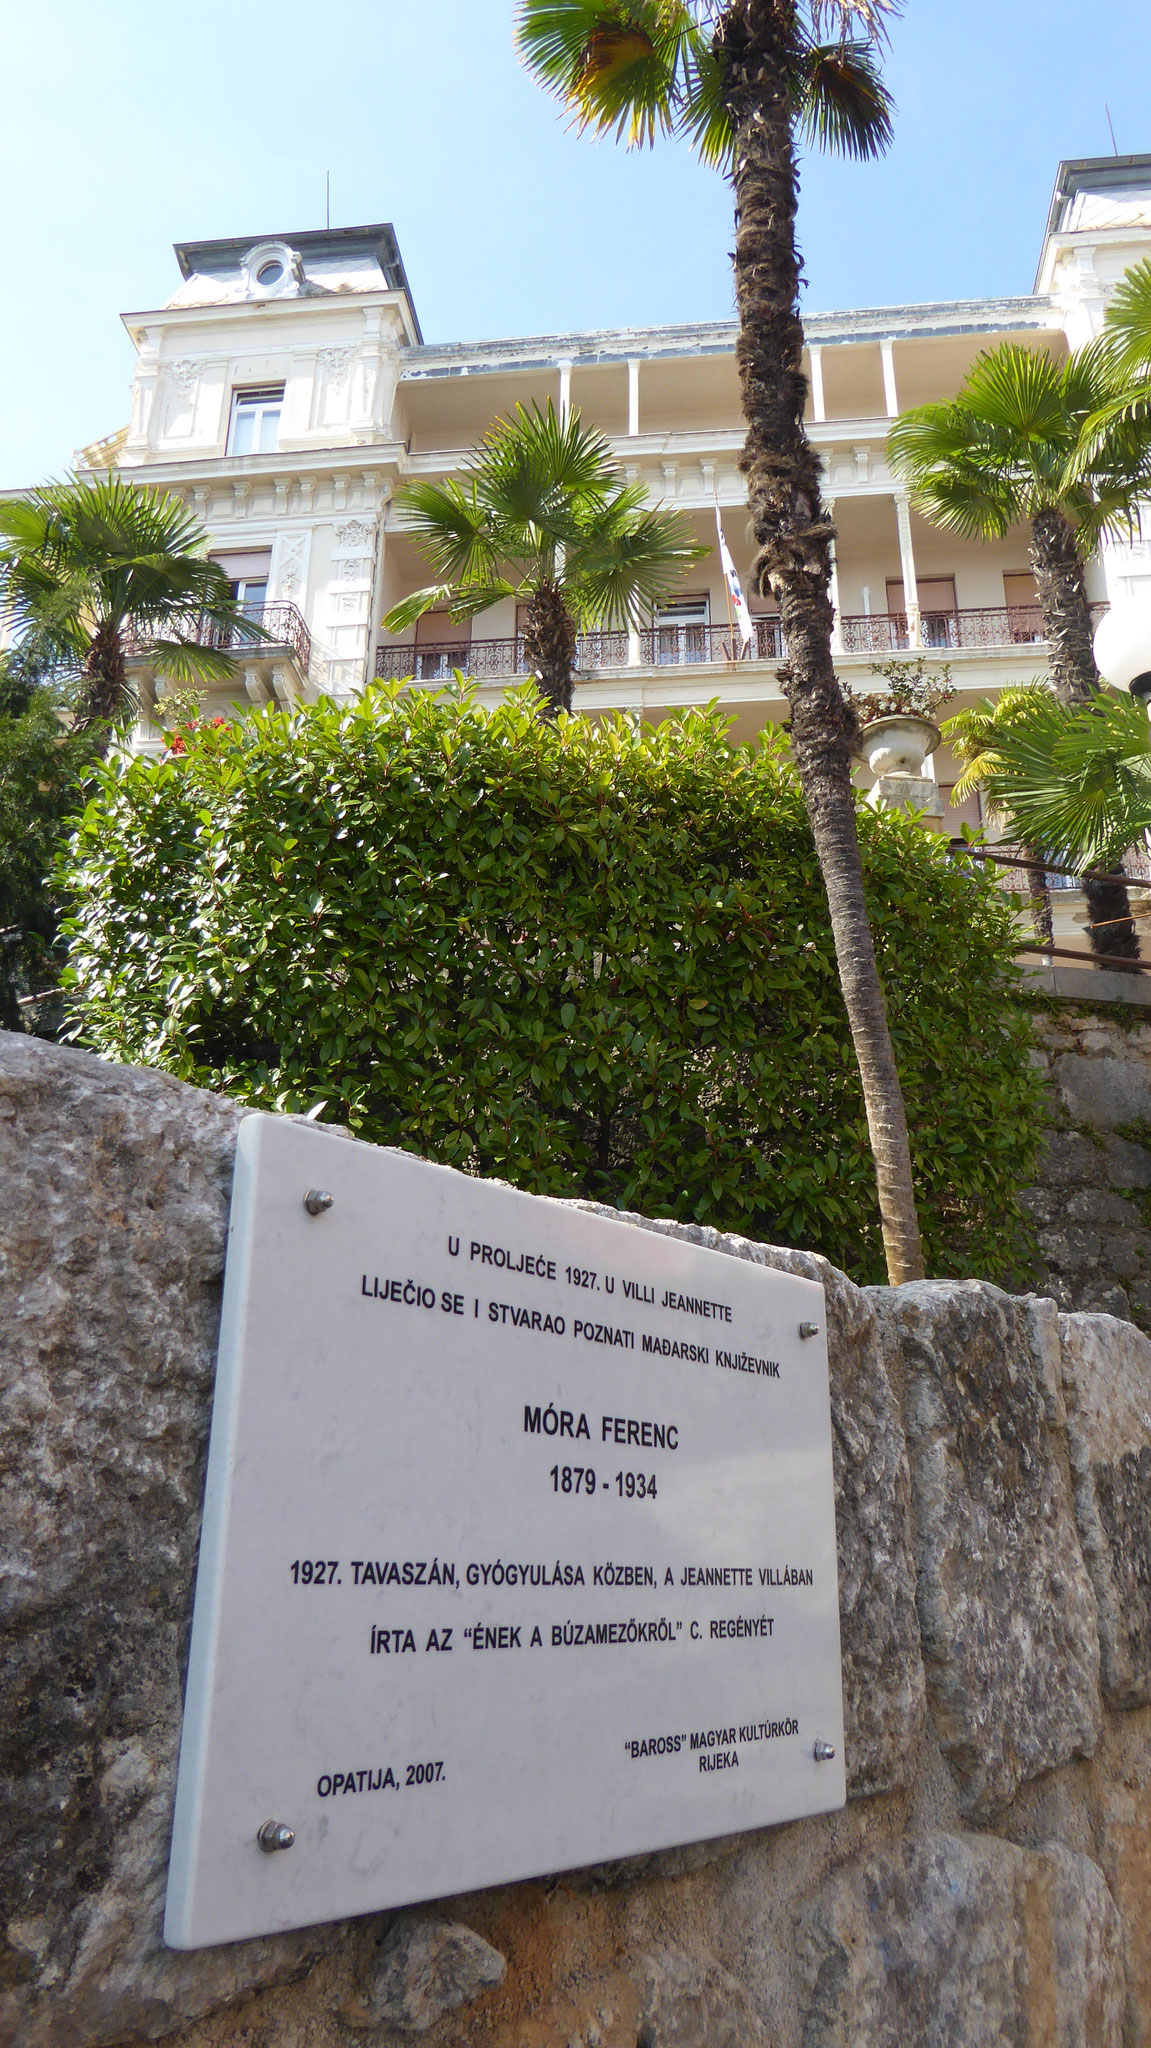 U PROLJEĆE 1927. U VILLI JEANNETTE
LIJEČIO SE I STVARAO POZNATI MAĐARSKI KNJIŽEVNIK
MÓRA FERENC
1879 - 1934
1927. TAVASZÁN, GYÓGYULÁSA KÖZBEN, A JEANNETTE VILLÁBAN
ÍRTA AZ “ÉNEK A BÚZAMEZŐKRŐL” C. REGÉNYÉT
“BAROSS” MAGYAR KULTÚRKÖR
RIJEKA
OPATIJA, 2007.